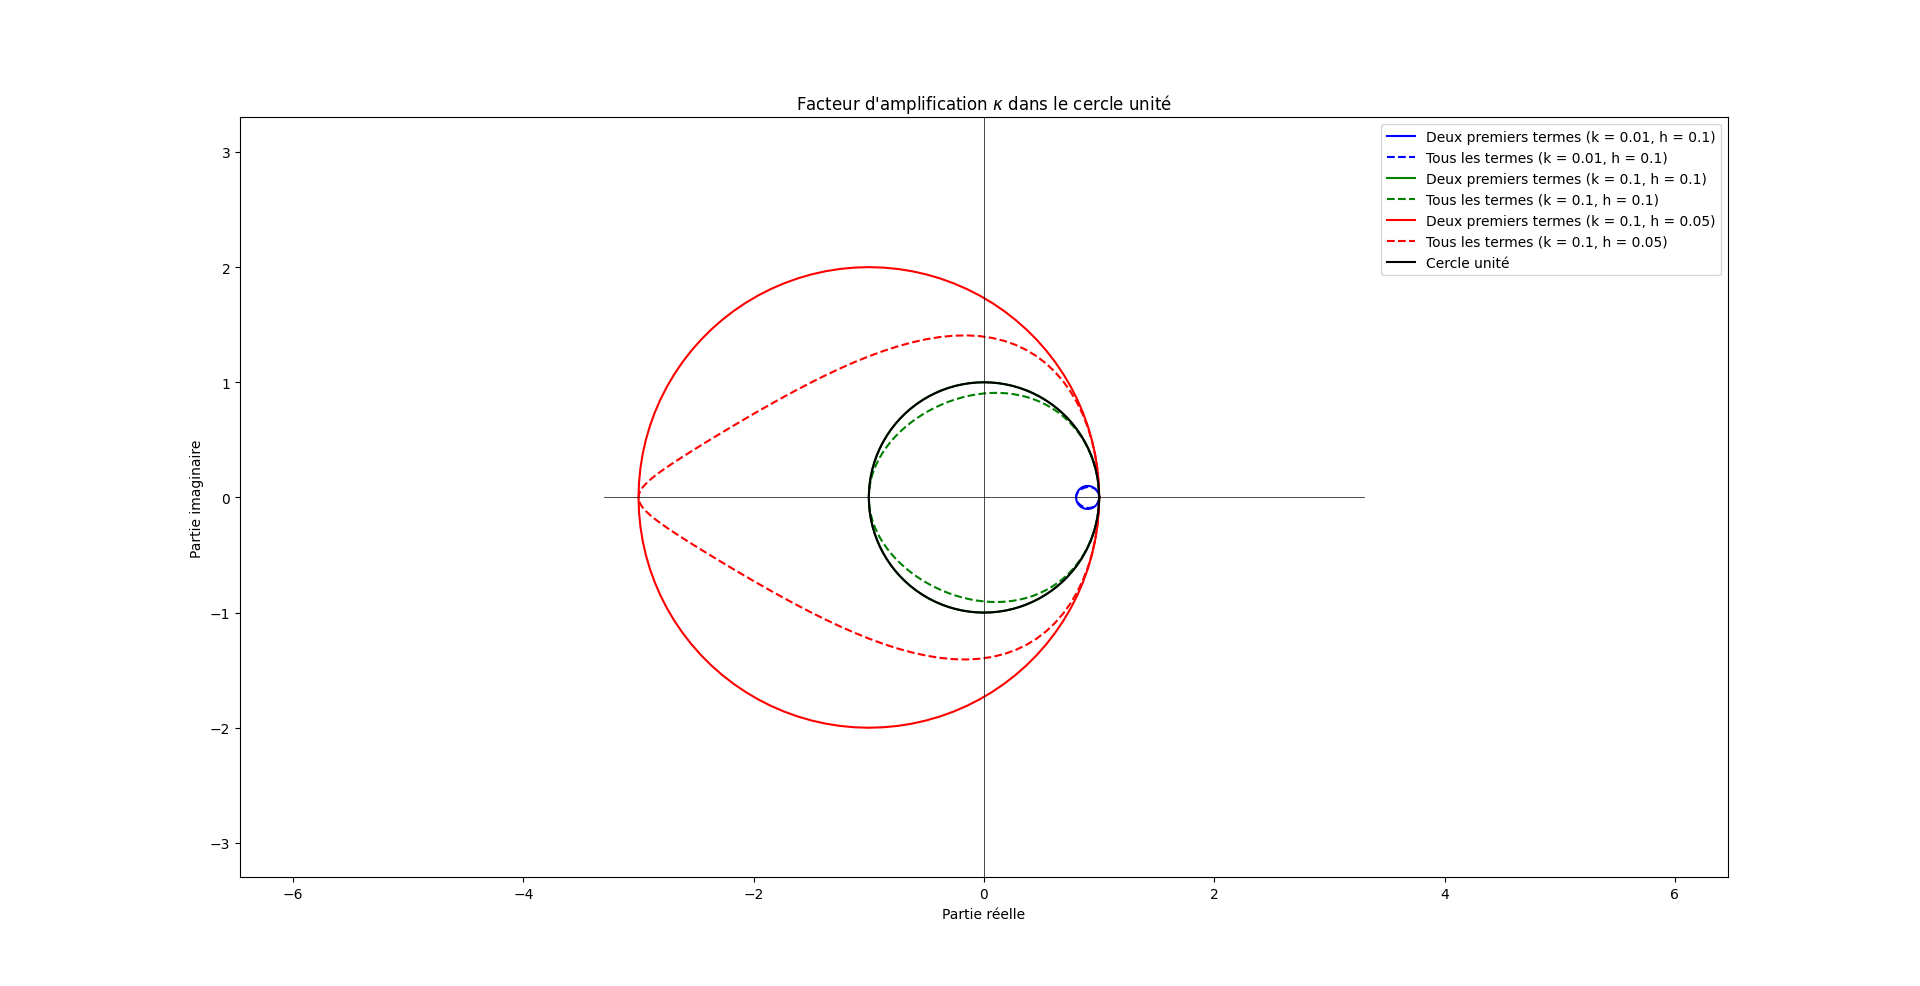 Facteur d'amplification κ dans le cercle unité
Deux premiers termes (k = 0.01, h = 0.1)
Tous les termes (k = 0.01, h = 0.1)
Deux premiers termes (k = 0.1, h = 0.1)
Tous les termes (k = 0.1, h = 0.1)
Deux premiers termes (k = 0.1, h = 0.05)
Tous les termes (k = 0.1, h = 0.05)
Cercle unité
Partie imaginaire
3
2
1
0
−1
−2
−3
−6 −4 −2 0 2 4 6
Partie réelle